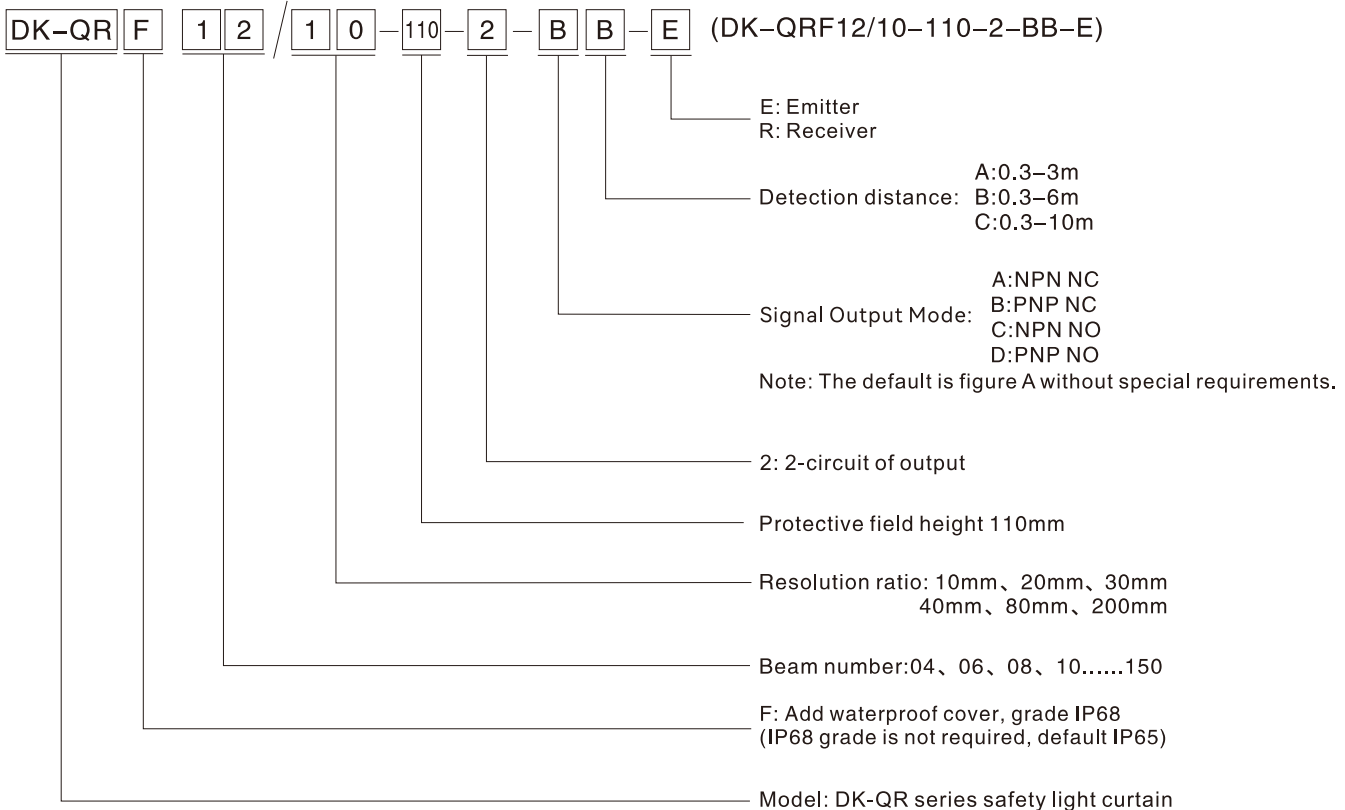 DK-QR F 1 2 / 1 0 - 110 - 2 - B B - E (DK-QRF12/10-110-2-BB-E)
E: Emitter
R: Receiver
A:0.3-3m
Detection distance: B:0.3-6m
C:0.3-10m
A:NPN NC
B:PNP NC
Signal Output Mode:
C:NPN NO
D:PNP NO
Note: The default is figure A without special requirements.
2: 2-circuit of output
Protective field height 110mm
Resolution ratio: 10mm、20mm、30mm
40mm、80mm、200mm
Beam number:04、06、08、10......150
F: Add waterproof cover, grade IP68
(IP68 grade is not required, default IP65)
Model: DK-QR series safety light curtain